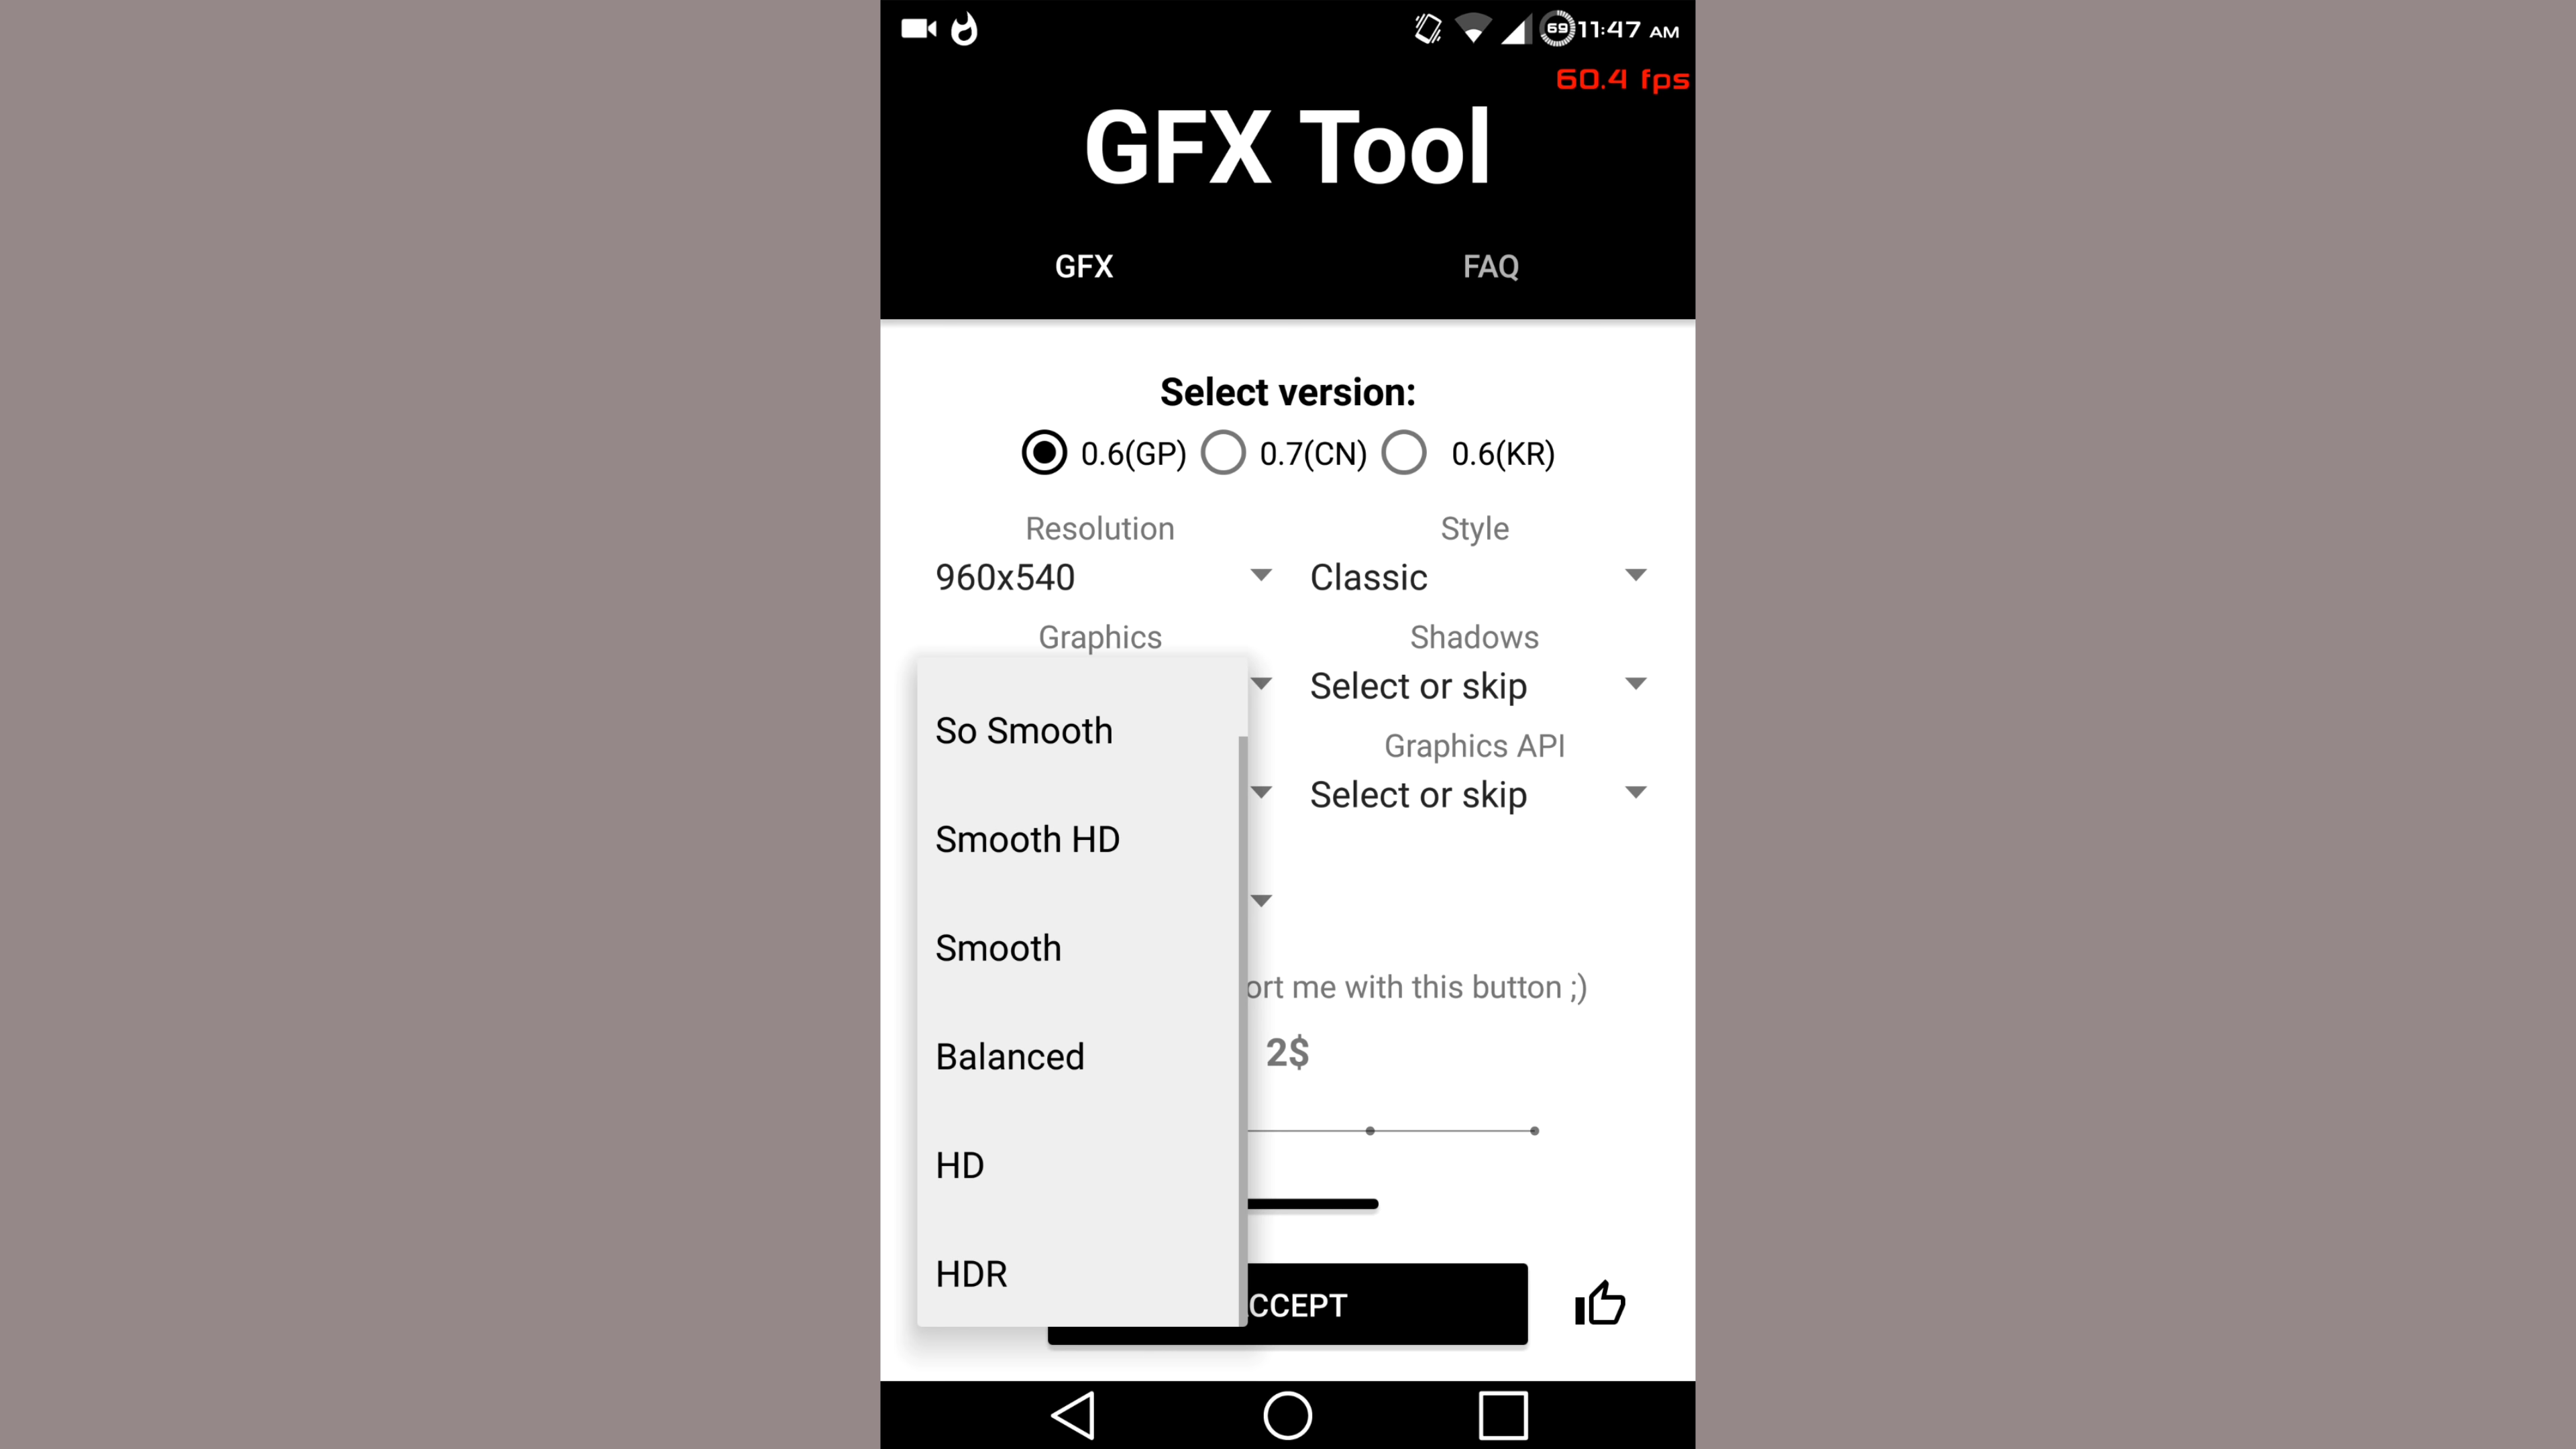 69 11:47 AM
60.4 fps
GFX Tool
GFX FAQ
Select version:
0.6(GP) 0.7(CN) 0.6(KR)
Resolution Style
960x540 Classic
Graphics Shadows
Select or skip
So Smooth
Graphics API
Select or skip
Smooth HD
Smooth
ort me with this button ;)
Balanced
2$
HD
HDR
CCEPT